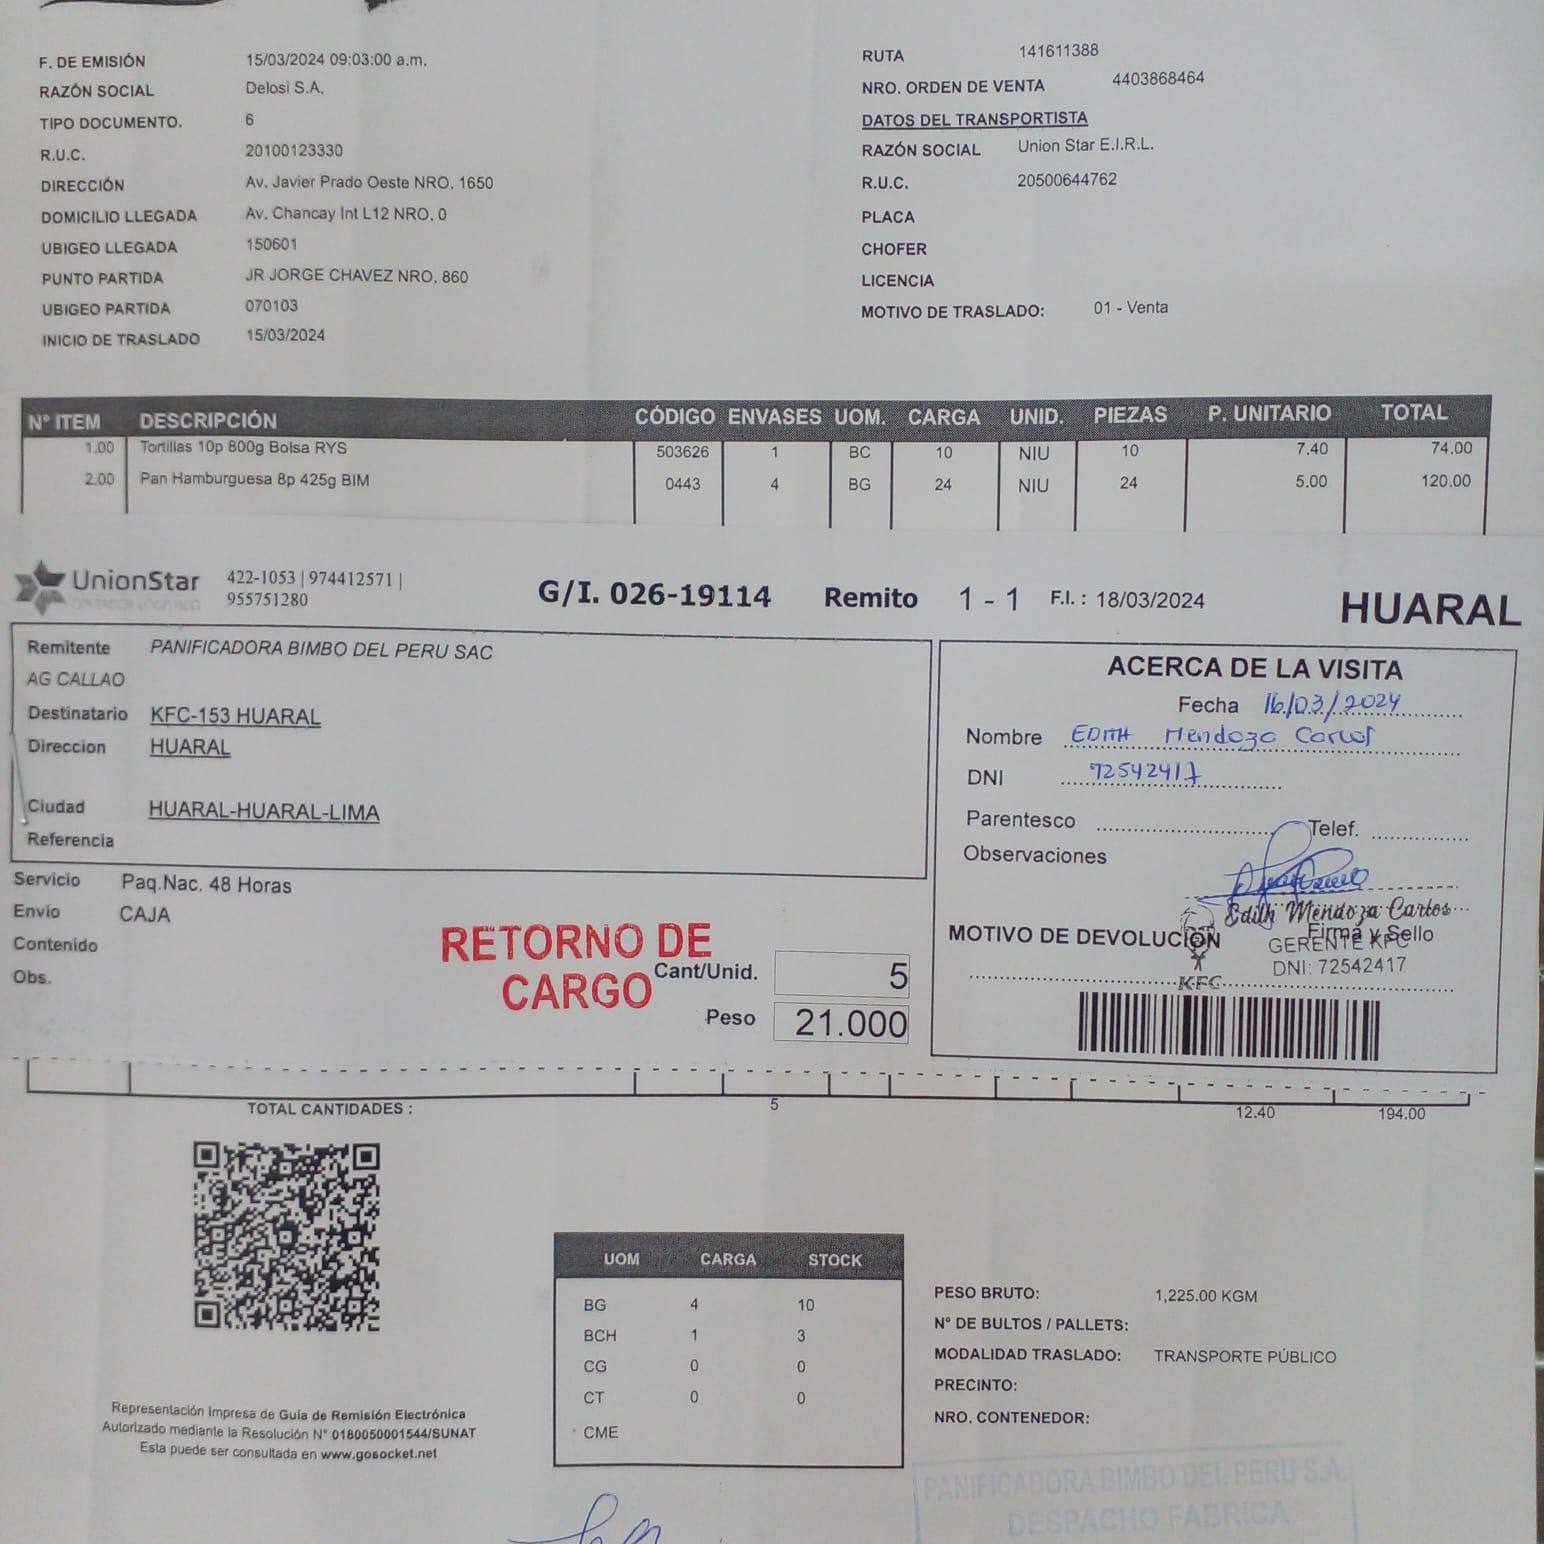 F. DE EMISIÓN 15/03/2024 09:03:00 a.m.
RAZÓN SOCIAL Delosi S.A.
TIPO DOCUMENTO. 6
R.U.C. 20100123330
DIRECCIÓN Av. Javier Prado Oeste NRO. 1650
DOMICILIO LLEGADA Av. Chancay Int L12 NRO. 0
UBIGEO LLEGADA 150601
PUNTO PARTIDA JR JORGE CHAVEZ NRO. 860
UBIGEO PARTIDA 070103
INICIO DE TRASLADO 15/03/2024
RUTA 141611388
NRO. ORDEN DE VENTA 4403868464
DATOS DEL TRANSPORTISTA
RAZÓN SOCIAL Union Star E.I.R.L.
R.U.C. 20500644762
PLACA
CHOFER
LICENCIA
MOTIVO DE TRASLADO: 01 - Venta
N° ITEM DESCRIPCIÓN CÓDIGO ENVASES UOM. CARGA UNID. PIEZAS P. UNITARIO TOTAL
1.00 Tortillas 10p 800g Bolsa RYS 503626 1 BC 10 NIU 10 7.40 74.00
2.00 Pan Hamburguesa 8p 425g BIM 0443 4 BG 24 NIU 24 5.00 120.00
UnionStar 422-1053 | 974412571 |
955751280
G/I. 026-19114 Remito 1 - 1 F.I. : 18/03/2024 HUARAL
Remitente PANIFICADORA BIMBO DEL PERU SAC
AG CALLAO
Destinatario KFC-153 HUARAL
Direccion HUARAL
Ciudad HUARAL-HUARAL-LIMA
Referencia
Servicio Paq.Nac. 48 Horas
Envio CAJA
Contenido
Obs.
RETORNO DE
CARGO
Cant/Unid. 5
Peso 21.000
ACERCA DE LA VISITA
Fecha 16/03/2024
Nombre EDITH Mendoza Carlos
DNI 72542417
Parentesco Telef.
Observaciones
Edith Mendoza Carlos
Firma y Sello
MOTIVO DE DEVOLUCIÓN GERENTE KFC
DNI: 72542417
KFC
TOTAL CANTIDADES : 5 12.40 194.00
UOM CARGA STOCK
BG 4 10
BCH 1 3
CG 0 0
CT 0 0
CME
PESO BRUTO: 1,225.00 KGM
N° DE BULTOS / PALLETS:
MODALIDAD TRASLADO: TRANSPORTE PÚBLICO
PRECINTO:
NRO. CONTENEDOR:
Representación Impresa de Guía de Remisión Electrónica
Autorizado mediante la Resolución N° 0180050001544/SUNAT
Esta puede ser consultada en www.gosocket.net
PANIFICADORA BIMBO DEL PERU S.A.
DESPACHO FABRICA